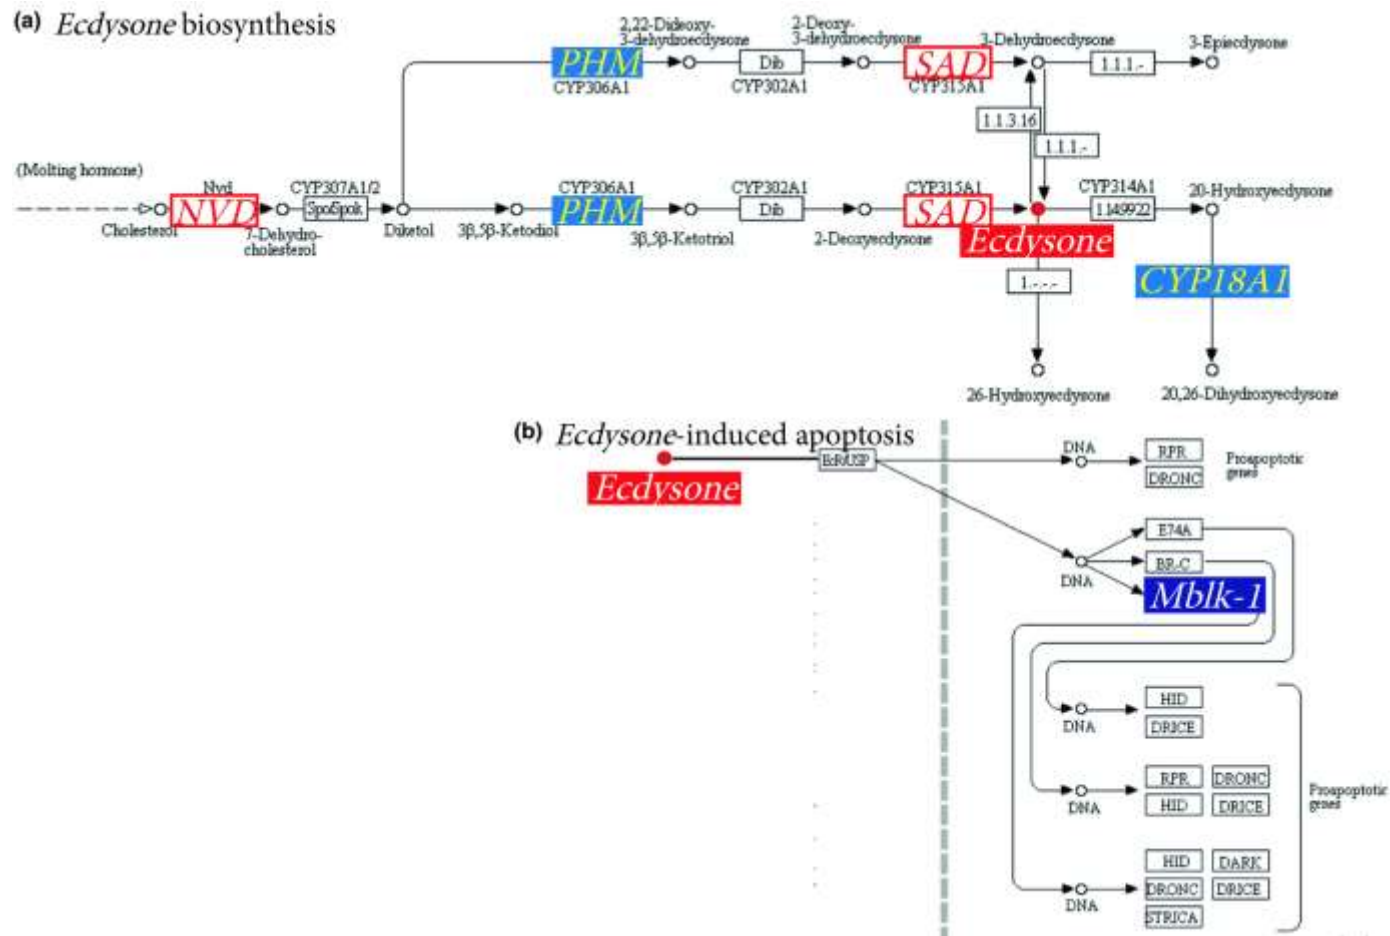 (a) Ecdysone biosynthesis
2,22-Dideoxy-
3-dehydroecdysone
2-Deoxy-
3-dehydroecdysone
3-Dehydroecdysone
3-Epiecdysone
PHM
Dib
SAD
1.1.1.-
CYP306A1
CYP302A1
CYP315A1
1.1.3.16
1.1.1.-
(Molting hormone)
Nvd
CYP307A1/2
CYP306A1
CYP302A1
CYP315A1
CYP314A1
20-Hydroxyecdysone
NVD
Spo/Spok
PHM
Dib
SAD
1.14.99.22
Cholesterol
7-Dehydro-
cholesterol
Diketol
3β,5β-Ketodiol
3β,5β-Ketotriol
2-Deoxyecdysone
Ecdysone
1.-.-.-
CYP18A1
26-Hydroxyecdysone
20,26-Dihydroxyecdysone
(b) Ecdysone-induced apoptosis
Ecdysone
EcR/USP
DNA
RPR
DRONC
Proapoptotic
genes
E74A
DNA
BR-C
Mblk-1
DNA
HID
DRICE
DNA
RPR
DRONC
HID
DRICE
Proapoptotic
genes
DNA
HID
DARK
DRONC
DRICE
STRICA